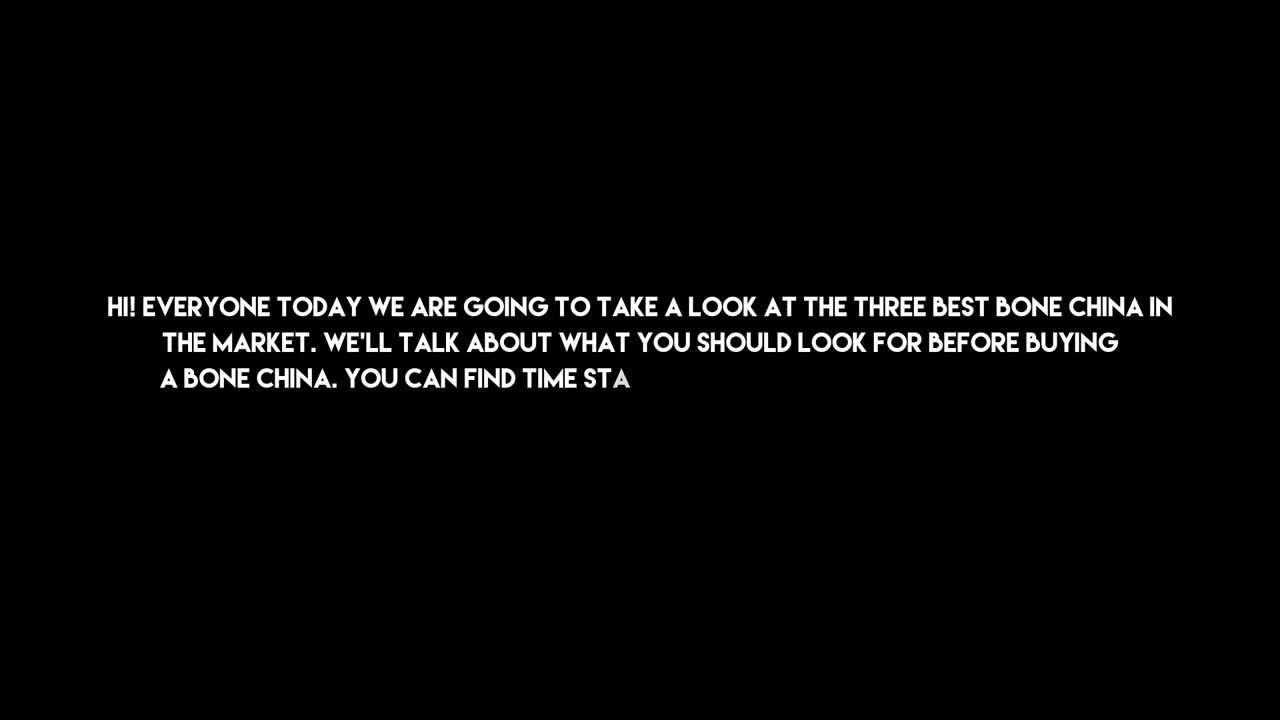 HI! EVERYONE TODAY WE ARE GOING TO TAKE A LOOK AT THE THREE BEST BONE CHINA IN
THE MARKET. WE'LL TALK ABOUT WHAT YOU SHOULD LOOK FOR BEFORE BUYING
A BONE CHINA. YOU CAN FIND TIME STA